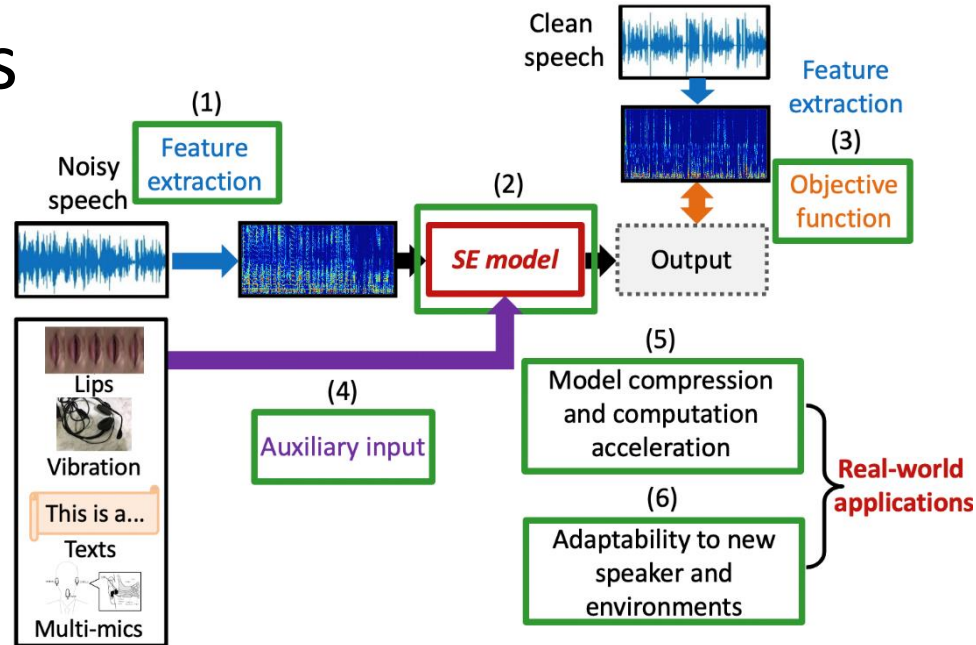 s
Clean
speech
Feature
extraction
(1)
Feature
extraction
Noisy
speech
(2)
SE model
(3)
Objective
function
Output
Lips
Vibration
This is a...
Texts
Multi-mics
(4)
Auxiliary input
(5)
Model compression
and computation
acceleration
(6)
Adaptability to new
speaker and
environments
Real-world
applications